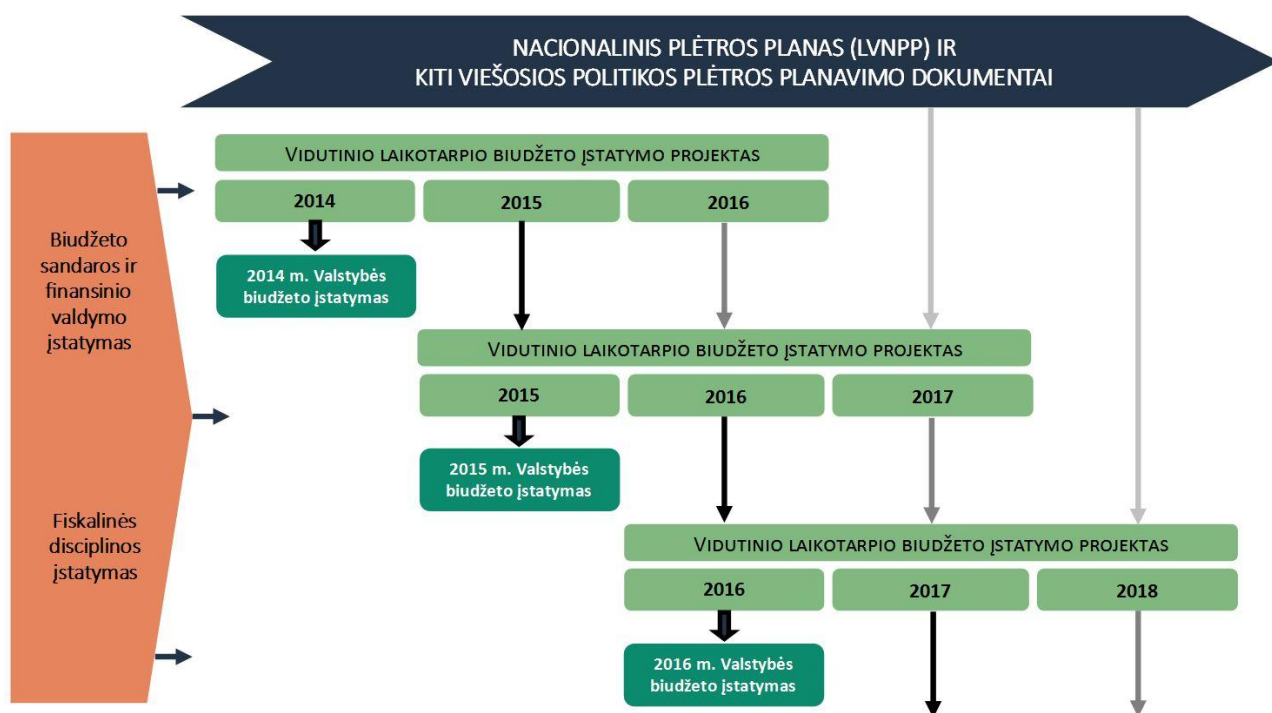 NACIONALINIS PLĖTROS PLANAS (LVNPP) IR
KITI VIEŠOSIOS POLITIKOS PLĖTROS PLANAVIMO DOKUMENTAI
Biudžeto
sandaros ir
finansinio
valdymo
įstatymas
Fiskalinės
disciplinos
įstatymas
VIDUTINIO LAIKOTARPIO BIUDŽETO ĮSTATYMO PROJEKTAS
2014
2015
2016
2014 m. Valstybės
biudžeto įstatymas
VIDUTINIO LAIKOTARPIO BIUDŽETO ĮSTATYMO PROJEKTAS
2015
2016
2017
2015 m. Valstybės
biudžeto įstatymas
VIDUTINIO LAIKOTARPIO BIUDŽETO ĮSTATYMO PROJEKTAS
2016
2017
2018
2016 m. Valstybės
biudžeto įstatymas